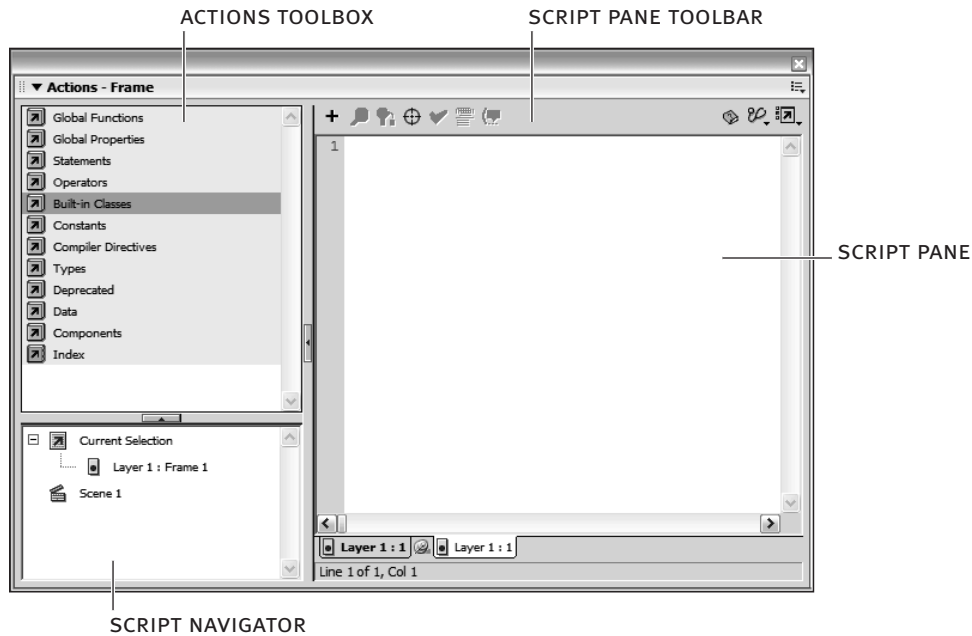 ACTIONS TOOLBOX
SCRIPT PANE TOOLBAR
Actions - Frame
Global Functions
Global Properties
Statements
Operators
Built-in Classes
Constants
Compiler Directives
Types
Deprecated
Data
Components
Index
1
SCRIPT PANE
Current Selection
Layer 1 : Frame 1
Scene 1
Layer 1 : 1
Layer 1 : 1
Line 1 of 1, Col 1
SCRIPT NAVIGATOR